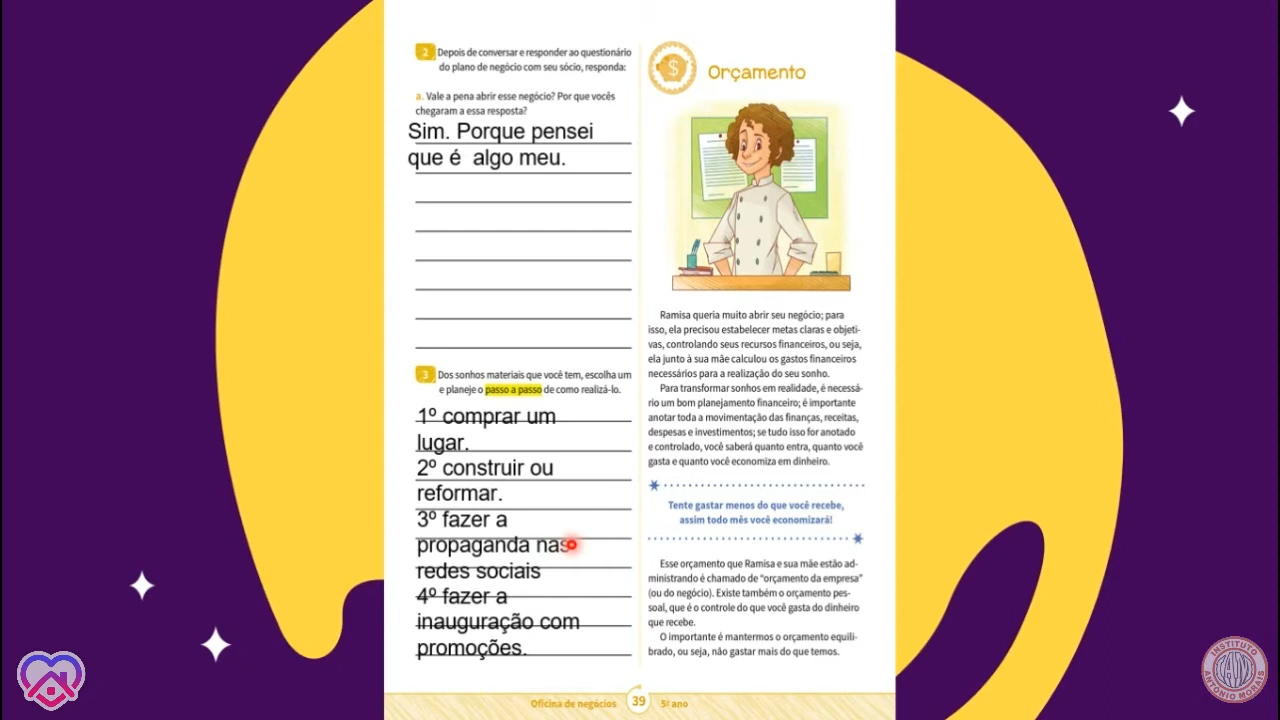 2 Depois de conversar e responder ao questionário
do plano de negócio com seu sócio, responda:
a. Vale a pena abrir esse negócio? Por que vocês
chegaram a essa resposta?
Sim. Porque pensei
que é algo meu.
3 Dos sonhos materiais que você tem, escolha um
e planeje o passo a passo de como realizá-lo.
1º comprar um
lugar.
2º construir ou
reformar.
3º fazer a
propaganda nas
redes sociais
4º fazer a
inauguração com
promoções.
$
Orçamento
Ramisa queria muito abrir seu negócio; para
isso, ela precisou estabelecer metas claras e objeti-
vas, controlando seus recursos financeiros, ou seja,
ela junto à sua mãe calculou os gastos financeiros
necessários para a realização do seu sonho.
Para transformar sonhos em realidade, é necessá-
rio um bom planejamento financeiro; é importante
anotar toda a movimentação das finanças, receitas,
despesas e investimentos; se tudo isso for anotado
e controlado, você saberá quanto entra, quanto você
gasta e quanto você economiza em dinheiro.
Tente gastar menos do que você recebe,
assim todo mês você economizará!
Esse orçamento que Ramisa e sua mãe estão ad-
ministrando é chamado de “orçamento da empresa”
(ou do negócio). Existe também o orçamento pes-
soal, que é o controle do que você gasta do dinheiro
que recebe.
O importante é mantermos o orçamento equili-
brado, ou seja, não gastar mais do que temos.
Oficina de negócios 39 5º ano
INSTITUTO
ANTÔNIO MORAIS